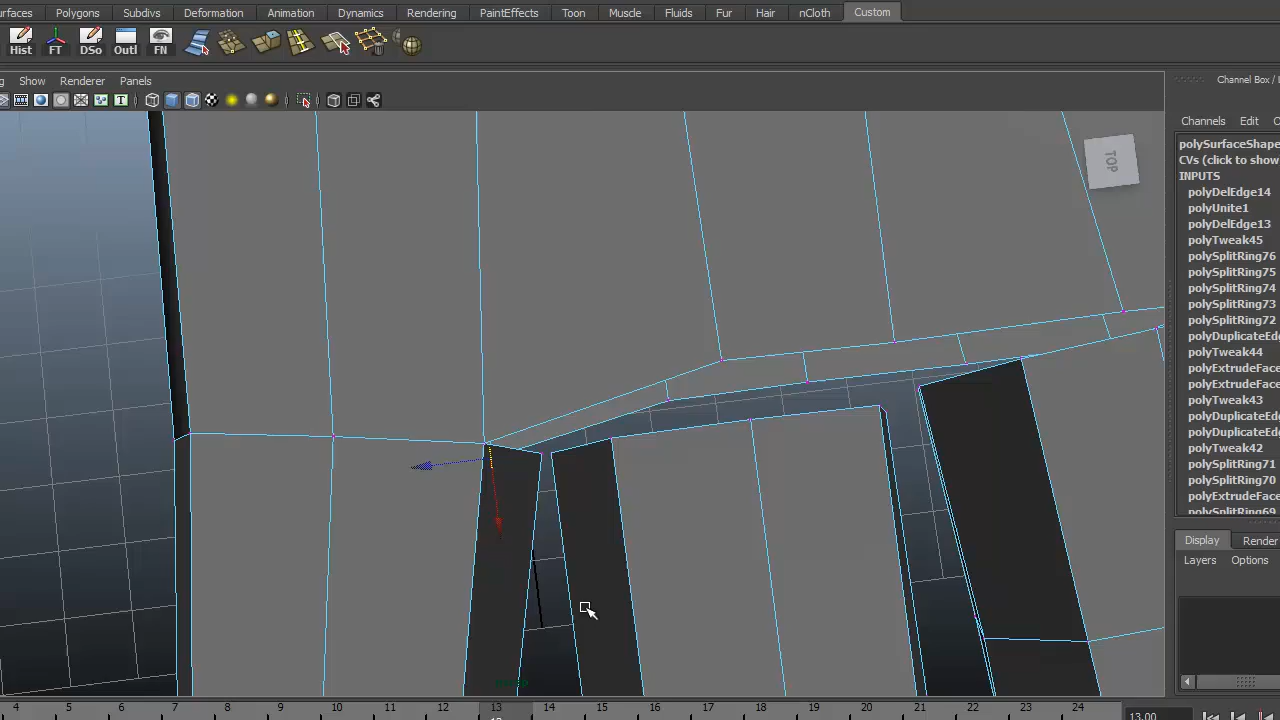 Polygons Subdivs Deformation Animation Dynamics Rendering PaintEffects Toon Muscle Fluids Fur Hair nCloth Custom
Hist FT DSo Outl FN
Show Renderer Panels
Channel Box /
Channels Edit
TOP
polySurfaceShape
CVs (click to show
INPUTS
polyDelEdge14
polyUnite1
polyDelEdge13
polyTweak45
polySplitRing76
polySplitRing75
polySplitRing74
polySplitRing73
polySplitRing72
polyDuplicateEdg
polyTweak44
polyExtrudeFace
polyExtrudeFace
polyTweak43
polyDuplicateEdg
polyDuplicateEdg
polyTweak42
polySplitRing71
polySplitRing70
polyExtrudeFace
polySplitRing69
Display Render
Layers Options
4 5 6 7 8 9 10 11 12 13 14 15 16 17 18 19 20 21 22 23 24
13.00